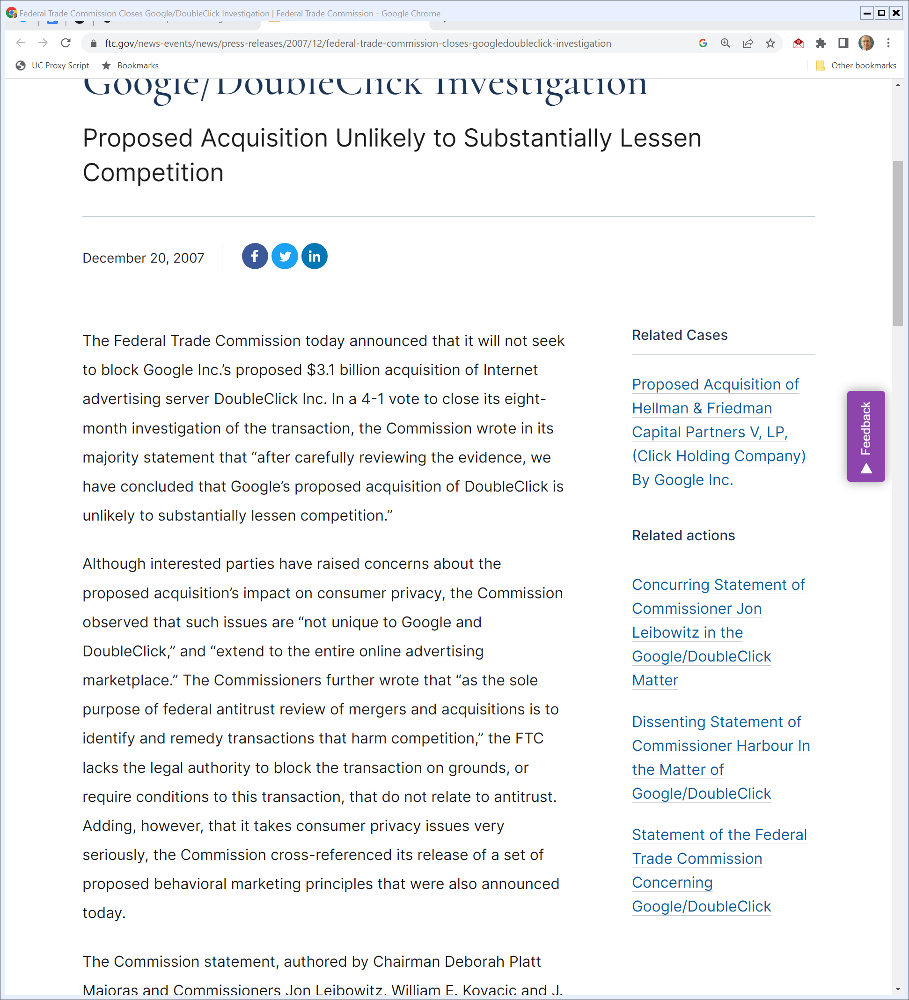 Federal Trade Commission Closes Google/DoubleClick Investigation | Federal Trade Commission - Google Chrome
ftc.gov/news-events/news/press-releases/2007/12/federal-trade-commission-closes-googledoubleclick-investigation
UC Proxy Script
Bookmarks
Other bookmarks
Google/DoubleClick Investigation
Proposed Acquisition Unlikely to Substantially Lessen
Competition
December 20, 2007
The Federal Trade Commission today announced that it will not seek
to block Google Inc.’s proposed $3.1 billion acquisition of Internet
advertising server DoubleClick Inc. In a 4-1 vote to close its eight-
month investigation of the transaction, the Commission wrote in its
majority statement that “after carefully reviewing the evidence, we
have concluded that Google’s proposed acquisition of DoubleClick is
unlikely to substantially lessen competition.”
Although interested parties have raised concerns about the
proposed acquisition’s impact on consumer privacy, the Commission
observed that such issues are “not unique to Google and
DoubleClick,” and “extend to the entire online advertising
marketplace.” The Commissioners further wrote that “as the sole
purpose of federal antitrust review of mergers and acquisitions is to
identify and remedy transactions that harm competition,” the FTC
lacks the legal authority to block the transaction on grounds, or
require conditions to this transaction, that do not relate to antitrust.
Adding, however, that it takes consumer privacy issues very
seriously, the Commission cross-referenced its release of a set of
proposed behavioral marketing principles that were also announced
today.
The Commission statement, authored by Chairman Deborah Platt
Majoras and Commissioners Jon Leibowitz, William E. Kovacic and J.
Related Cases
Proposed Acquisition of
Hellman & Friedman
Capital Partners V, LP,
(Click Holding Company)
By Google Inc.
Related actions
Concurring Statement of
Commissioner Jon
Leibowitz in the
Google/DoubleClick
Matter
Dissenting Statement of
Commissioner Harbour In
the Matter of
Google/DoubleClick
Statement of the Federal
Trade Commission
Concerning
Google/DoubleClick
Feedback